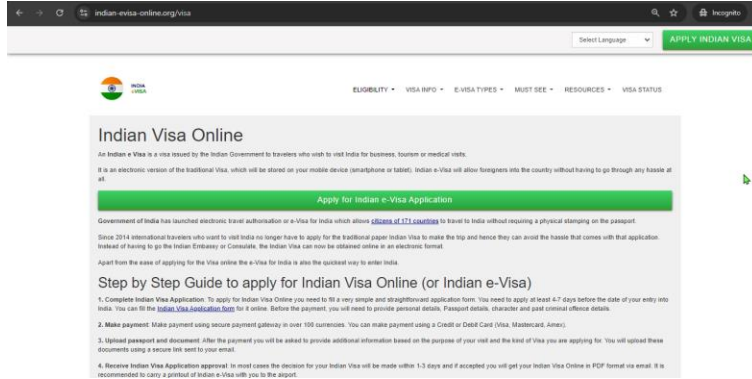 indian-evisa-online.org/visa
Incognito
Select Language
APPLY INDIAN VISA
INDIA
e-VISA
ELIGIBILITY
VISA INFO
E-VISA TYPES
MUST SEE
RESOURCES
VISA STATUS
Indian Visa Online
An Indian e Visa is a visa issued by the Indian Government to travelers who wish to visit India for business, tourism or medical visits.
It is an electronic version of the traditional Visa, which will be stored on your mobile device (smartphone or tablet). Indian e-Visa will allow foreigners into the country without having to go through any hassle at
all.
Apply for Indian e-Visa Application
Government of India has launched electronic travel authorisation or e-Visa for India which allows citizens of 171 countries to travel to India without requiring a physical stamping on the passport.
Since 2014 international travelers who want to visit India no longer have to apply for the traditional paper Indian Visa to make the trip and hence they can avoid the hassle that comes with that application.
Instead of having to go the Indian Embassy or Consulate, the Indian Visa can now be obtained online in an electronic format.
Apart from the ease of applying for the Visa online the e-Visa for India is also the quickest way to enter India.
Step by Step Guide to apply for Indian Visa Online (or Indian e-Visa)
1. Complete Indian Visa Application: To apply for Indian Visa Online you need to fill a very simple and straightforward application form. You need to apply at least 4-7 days before the date of your entry into
India. You can fill the Indian Visa Application form for it online. Before the payment, you will need to provide personal details, Passport details, character and past criminal offence details.
2. Make payment: Make payment using secure payment gateway in over 100 currencies. You can make payment using a Credit or Debit Card (Visa, Mastercard, Amex).
3. Upload passport and document: After the payment you will be asked to provide additional information based on the purpose of your visit and the kind of Visa you are applying for. You will upload these
documents using a secure link sent to your email.
4. Receive Indian Visa Application approval: In most cases the decision for your Indian Visa will be made within 1-3 days and if accepted you will get your Indian Visa Online in PDF format via email. It is
recommended to carry a printout of Indian e-Visa with you to the airport.